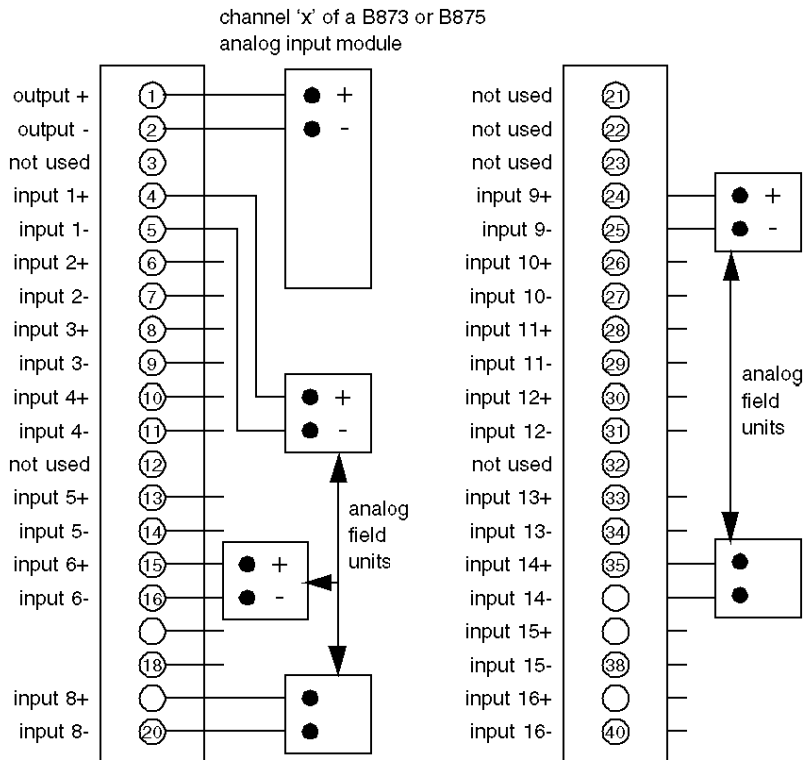 channel 'x' of a B873 or B875
analog input module
output + 1 +
output - 2 -
not used 3
input 1+ 4
input 1- 5
input 2+ 6
input 2- 7
input 3+ 8
input 3- 9
input 4+ 10 +
input 4- 11 -
not used 12
input 5+ 13
input 5- 14
input 6+ 15 +
input 6- 16 -
18
input 8+
input 8- 20
analog
field
units
not used 21
not used 22
not used 23
input 9+ 24 +
input 9- 25 -
input 10+ 26
input 10- 27
input 11+ 28
input 11- 29
input 12+ 30
input 12- 31
not used 32
input 13+ 33
input 13- 34
input 14+ 35
input 14-
input 15+
input 15- 38
input 16+
input 16- 40
analog
field
units